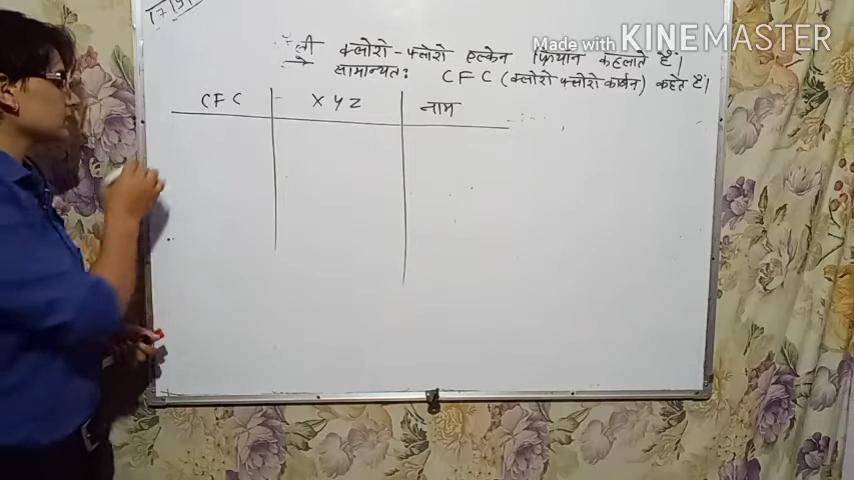 Made with KINEMASTER
ली क्लोरो-फ्लोरो एल्केन फ्रियॉन कहलाते हैं।
→ सामान्यतः CFC (क्लोरो फ्लोरो कार्बन) कहते हैं।
CFC XYZ नाम